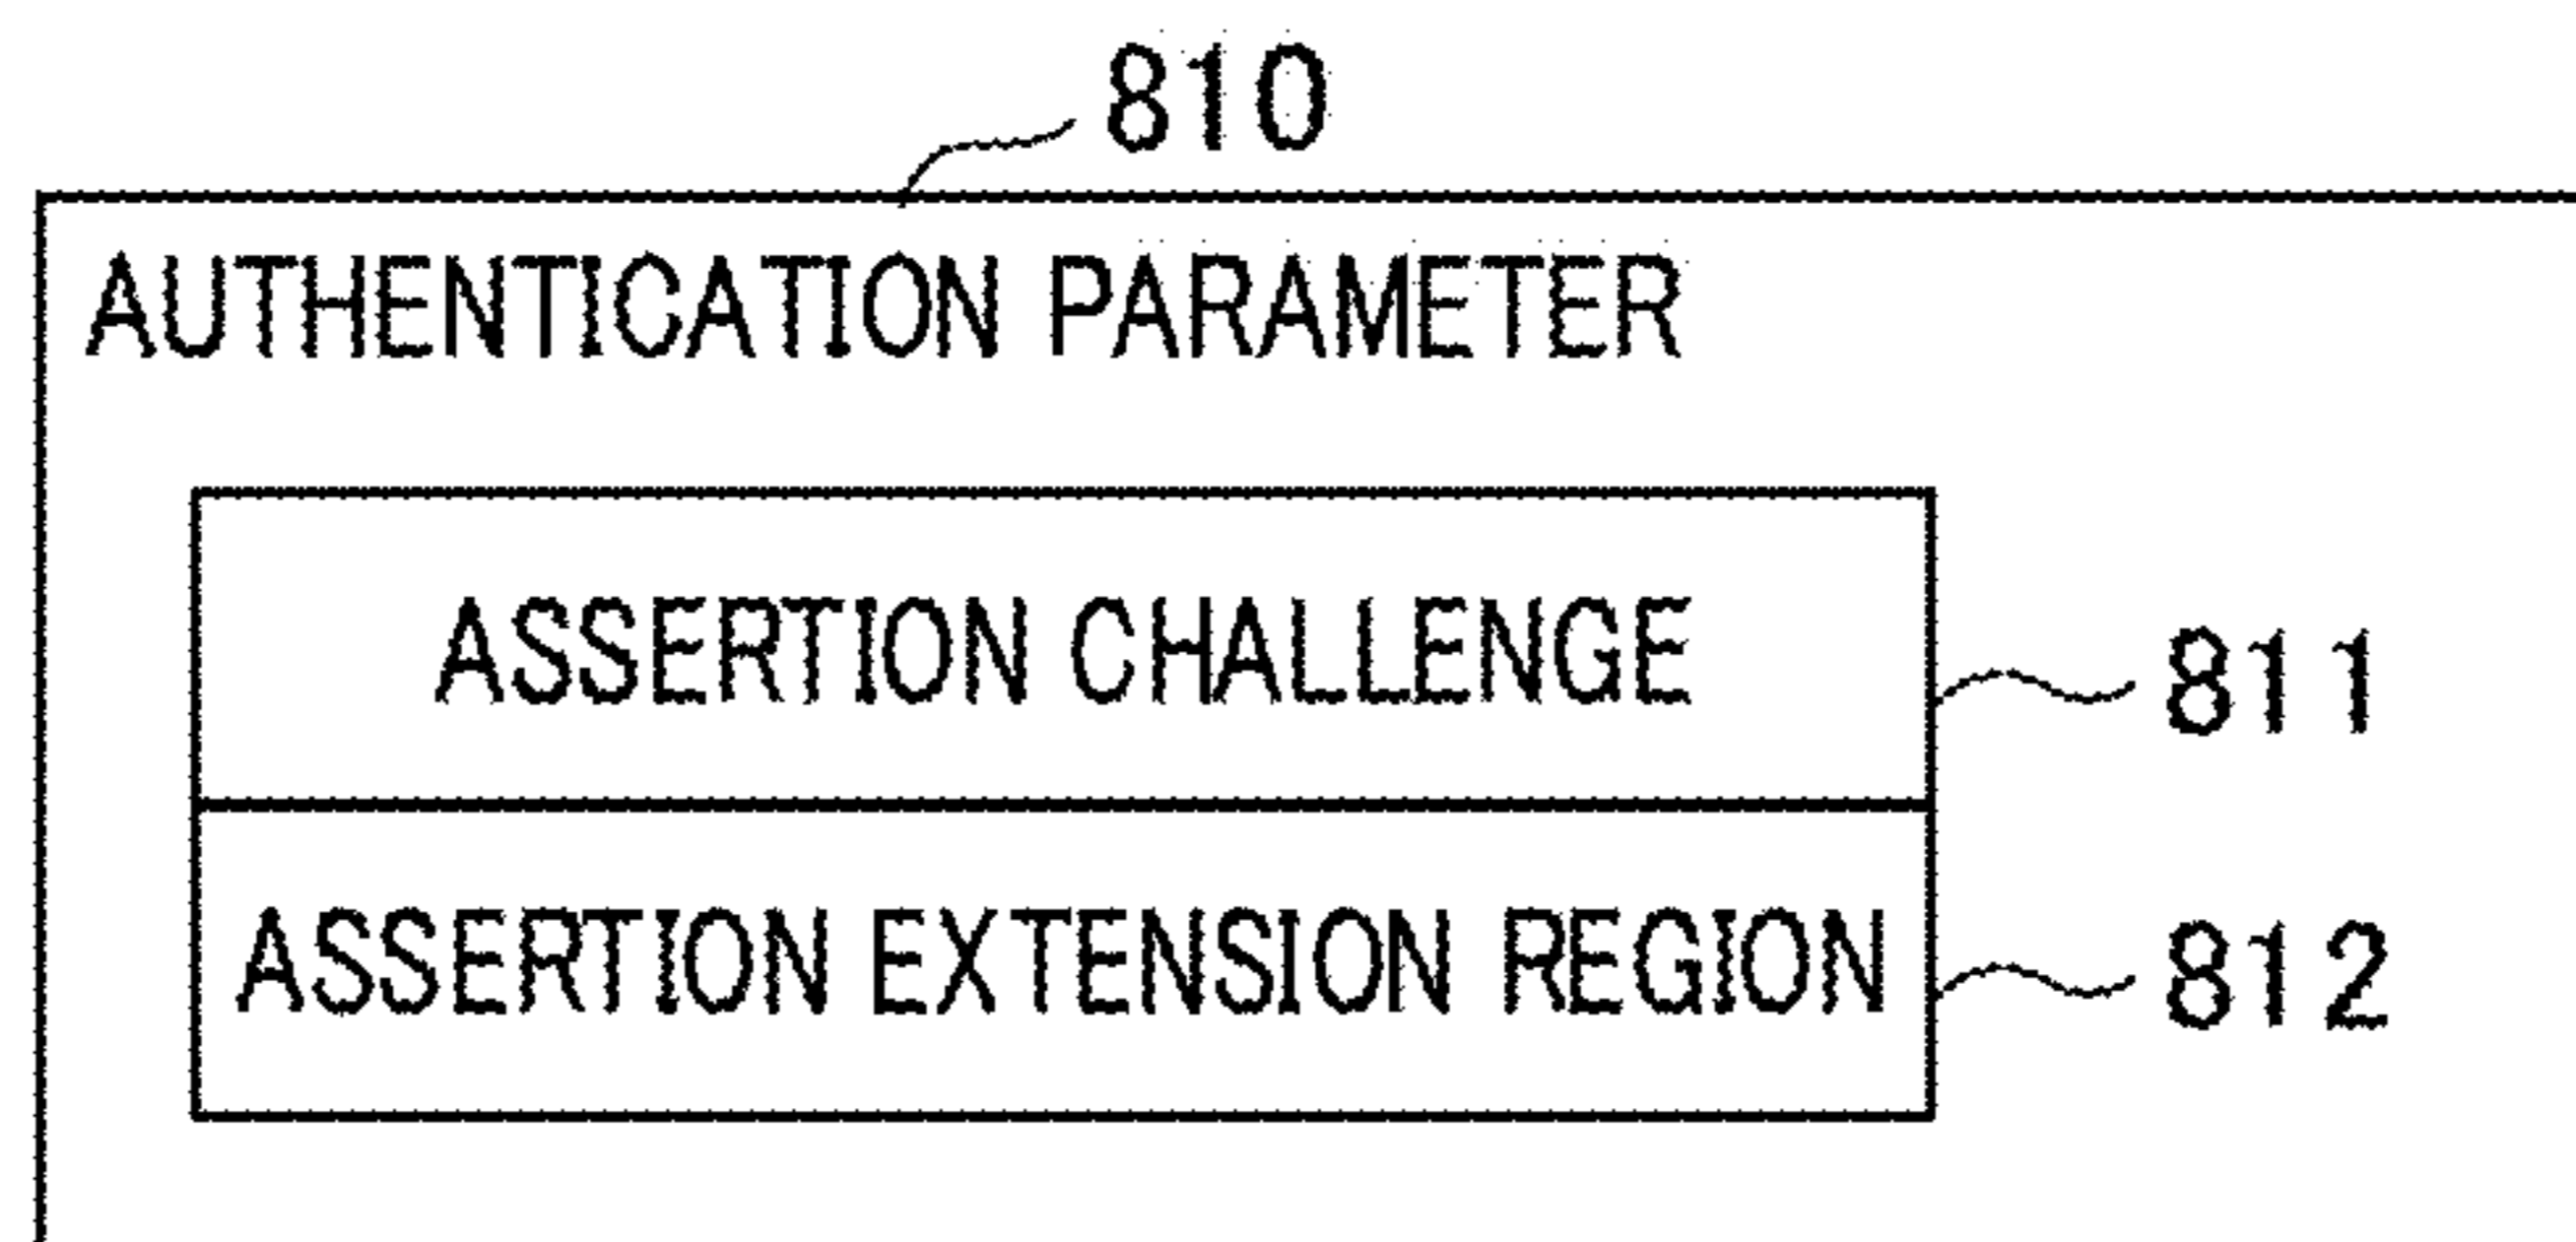 810
AUTHENTICATION PARAMETER
ASSERTION CHALLENGE
811
ASSERTION EXTENSION REGION
812